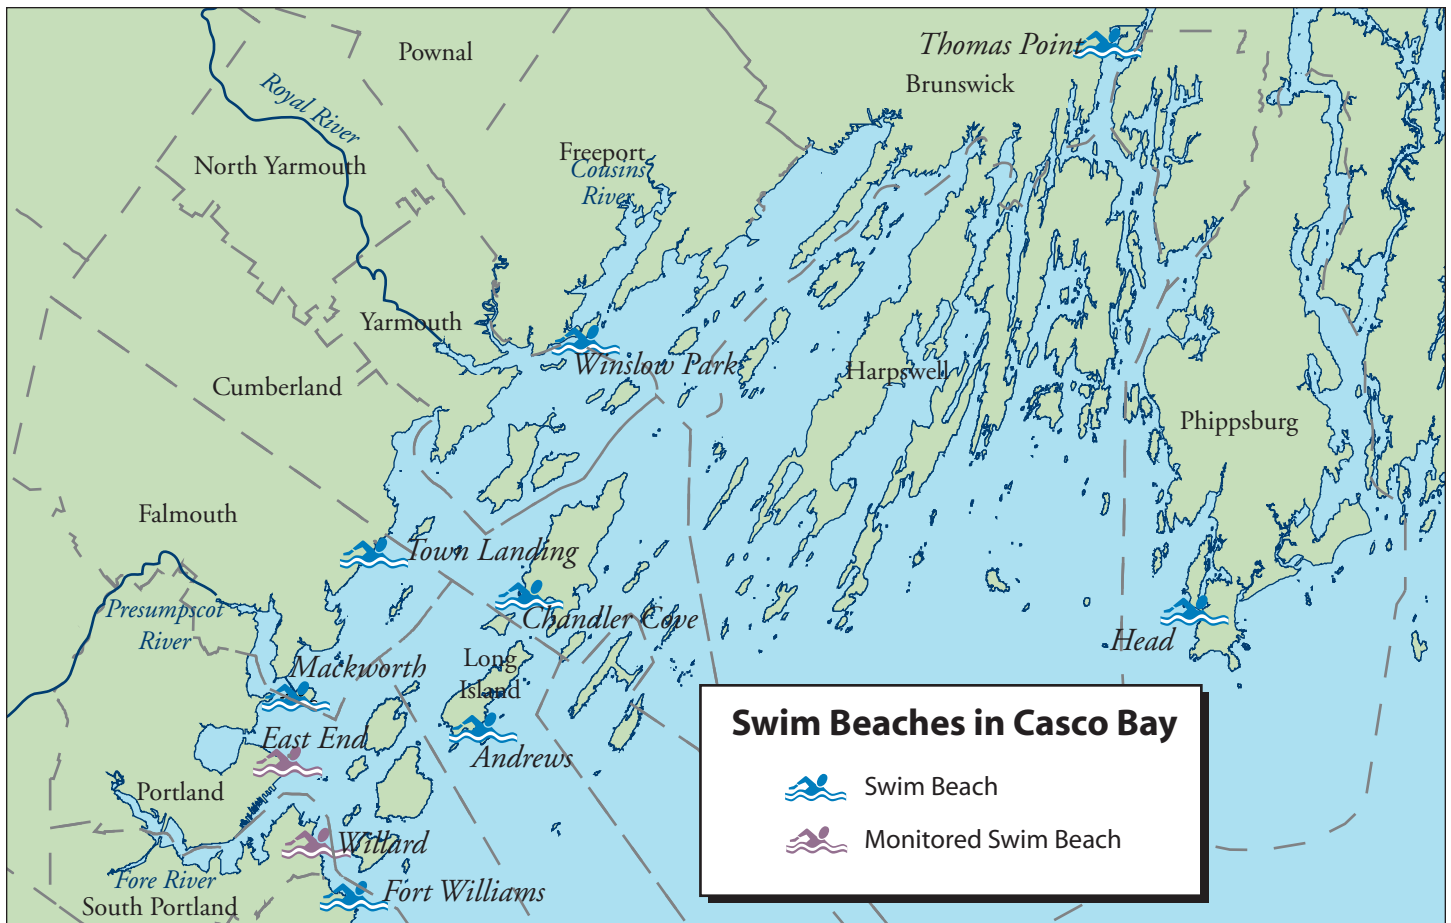 Thomas Point
Pownal
Brunswick
Royal River
Freeport
North Yarmouth
Cousins
River
Yarmouth
Winslow Park
Harpswell
Cumberland
Phippsburg
Falmouth
Town Landing
Presumpscot
River
Chandler Cove
Head
Mackworth
Long
Island
East End
Andrews
Portland
Willard
Fore River
South Portland
Fort Williams
Swim Beaches in Casco Bay
Swim Beach
Monitored Swim Beach